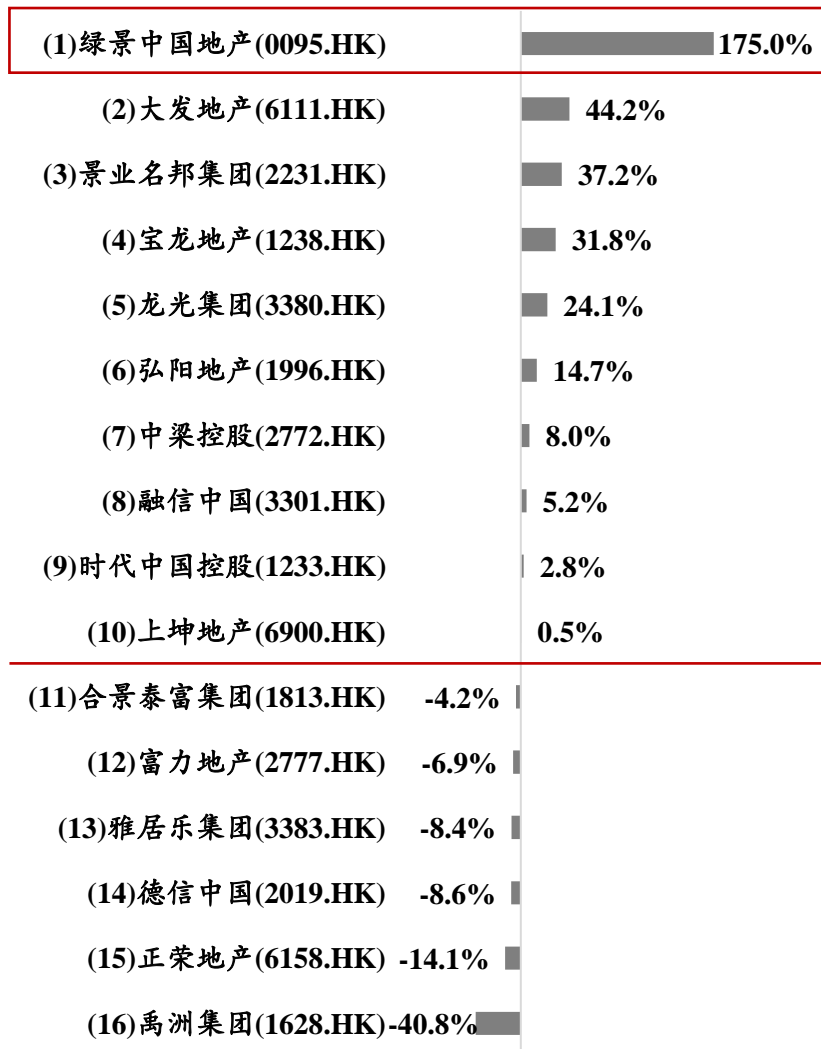 (1)绿景中国地产(0095.HK) 175.0%
(2)大发地产(6111.HK) 44.2%
(3)景业名邦集团(2231.HK) 37.2%
(4)宝龙地产(1238.HK) 31.8%
(5)龙光集团(3380.HK) 24.1%
(6)弘阳地产(1996.HK) 14.7%
(7)中梁控股(2772.HK) 8.0%
(8)融信中国(3301.HK) 5.2%
(9)时代中国控股(1233.HK) 2.8%
(10)上坤地产(6900.HK) 0.5%
(11)合景泰富集团(1813.HK) -4.2%
(12)富力地产(2777.HK) -6.9%
(13)雅居乐集团(3383.HK) -8.4%
(14)德信中国(2019.HK) -8.6%
(15)正荣地产(6158.HK) -14.1%
(16)禹洲集团(1628.HK) -40.8%